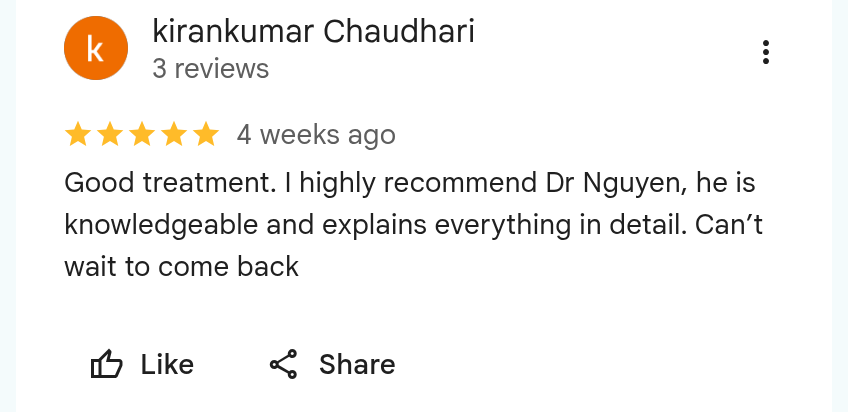 k
kirankumar Chaudhari
3 reviews
4 weeks ago
Good treatment. I highly recommend Dr Nguyen, he is
knowledgeable and explains everything in detail. Can’t
wait to come back
Like
Share